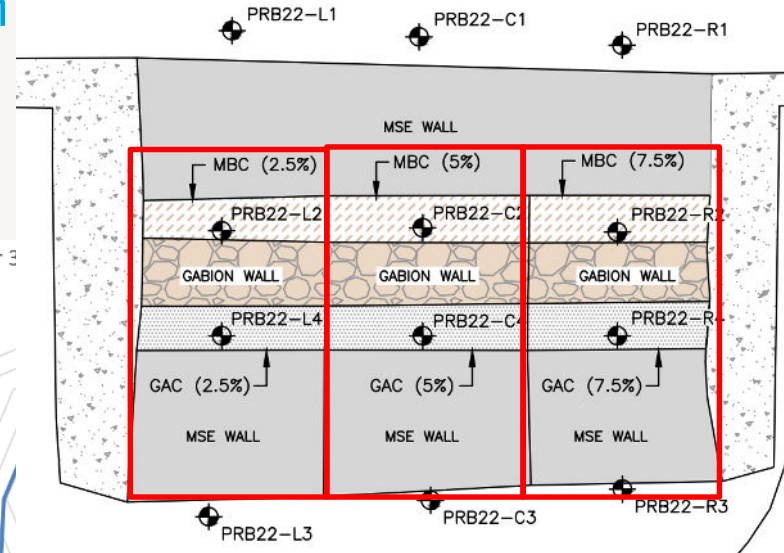 PRB22-L1
PRB22-C1
PRB22-R1
MSE WALL
MBC (2.5%)
MBC (5%)
MBC (7.5%)
PRB22-L2
PRB22-C2
PRB22-R2
GABION WALL
GABION WALL
GABION WALL
PRB22-L4
PRB22-C4
PRB22-R4
GAC (2.5%)
GAC (5%)
GAC (7.5%)
MSE WALL
MSE WALL
MSE WALL
PRB22-L3
PRB22-C3
PRB22-R3